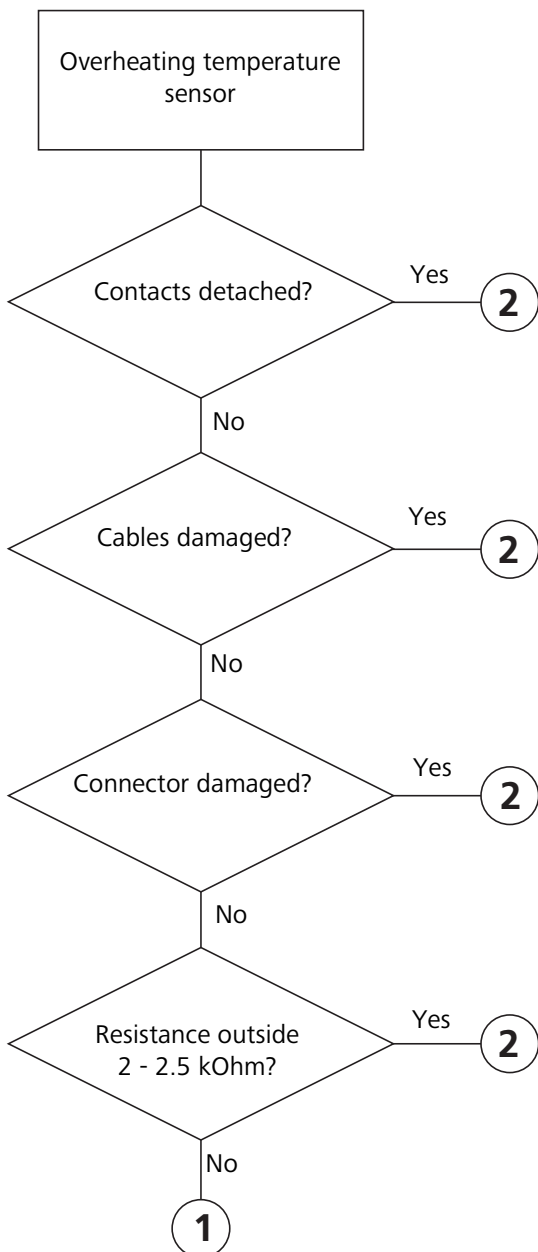 Overheating temperature
sensor
Contacts detached?
Yes
2
No
Cables damaged?
Yes
2
No
Connector damaged?
Yes
2
No
Resistance outside
2 - 2.5 kOhm?
Yes
2
No
1